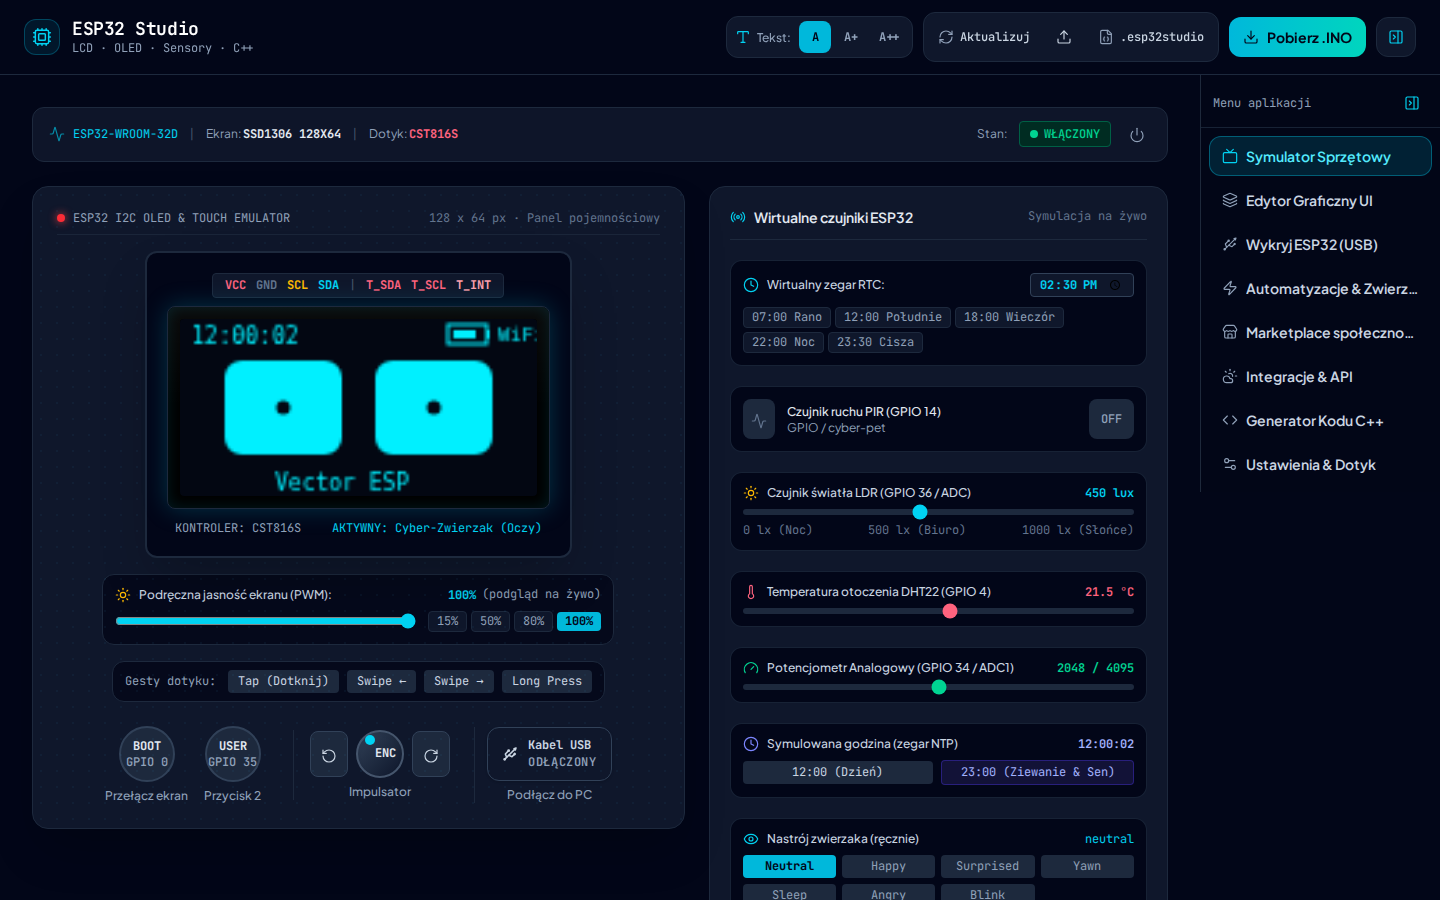 ESP32 Studio
LCD · OLED · Sensory · C++
Tekst: A A+ A++
Aktualizuj
.esp32studio
Pobierz .INO
ESP32-WROOM-32D | Ekran: SSD1306 128X64 | Dotyk: CST816S
Stan: WŁĄCZONY
Menu aplikacji
Symulator Sprzętowy
Edytor Graficzny UI
Wykryj ESP32 (USB)
Automatyzacje & Zwierz...
Marketplace społeczno...
Integracje & API
Generator Kodu C++
Ustawienia & Dotyk
ESP32 I2C OLED & TOUCH EMULATOR
128 x 64 px · Panel pojemnościowy
VCC GND SCL SDA | T_SDA T_SCL T_INT
12:00:02 WiFi
Vector ESP
KONTROLER: CST816S
AKTYWNY: Cyber-Zwierzak (Oczy)
Podręczna jasność ekranu (PWM):
100% (podgląd na żywo)
15% 50% 80% 100%
Gesty dotyku: Tap (Dotknij) Swipe ← Swipe → Long Press
BOOT
GPIO 0
Przełącz ekran
USER
GPIO 35
Przycisk 2
ENC
Impulsator
Kabel USB
ODŁĄCZONY
Podłącz do PC
Wirtualne czujniki ESP32
Symulacja na żywo
Wirtualny zegar RTC:
02:30 PM
07:00 Rano 12:00 Południe 18:00 Wieczór
22:00 Noc 23:30 Cisza
Czujnik ruchu PIR (GPIO 14)
GPIO / cyber-pet
OFF
Czujnik światła LDR (GPIO 36 / ADC)
450 lux
0 lx (Noc) 500 lx (Biuro) 1000 lx (Słońce)
Temperatura otoczenia DHT22 (GPIO 4)
21.5 °C
Potencjometr Analogowy (GPIO 34 / ADC1)
2048 / 4095
Symulowana godzina (zegar NTP)
12:00:02
12:00 (Dzień) 23:00 (Ziewanie & Sen)
Nastrój zwierzaka (ręcznie)
neutral
Neutral Happy Surprised Yawn
Sleep Angry Blink